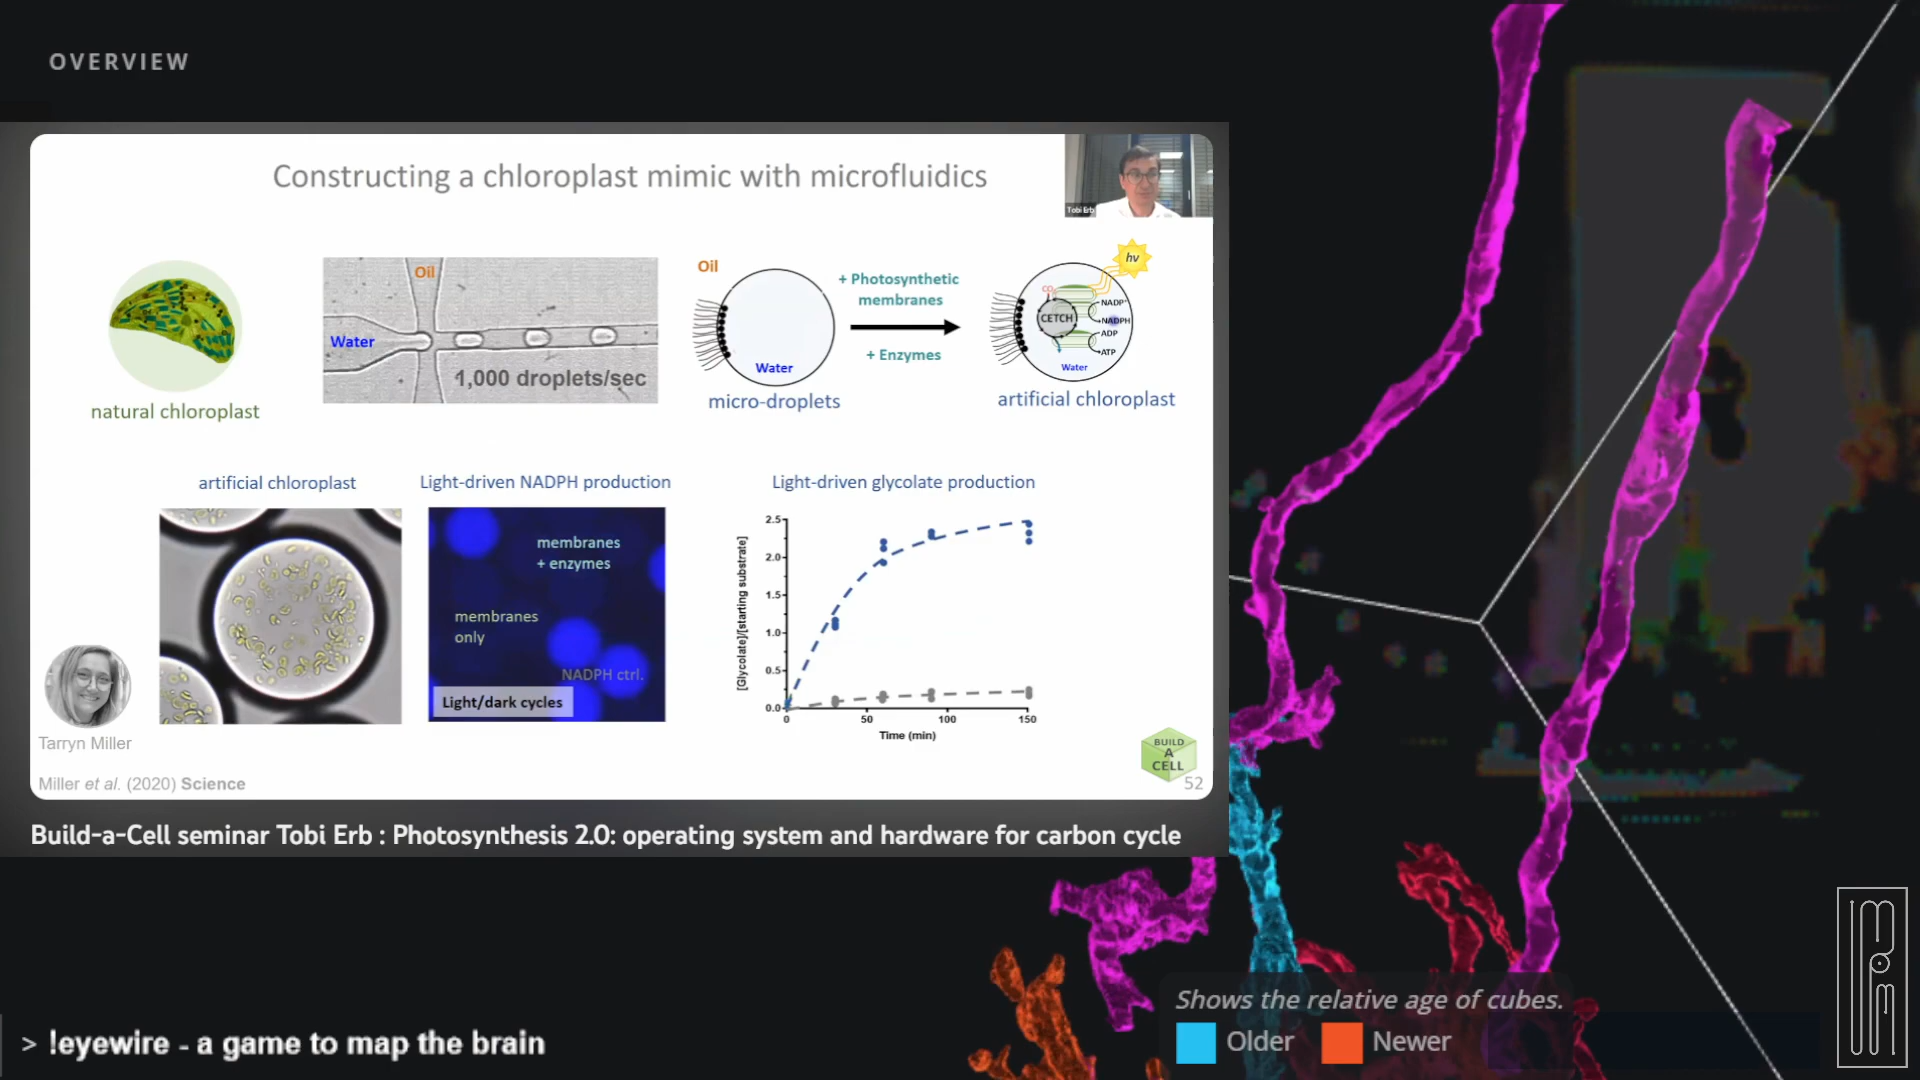 OVERVIEW
Constructing a chloroplast mimic with microfluidics
Tobi Erb
natural chloroplast
Oil
Water
1,000 droplets/sec
Oil
Water
micro-droplets
+ Photosynthetic
membranes
+ Enzymes
hv
CO₂
CETCH
NADP⁺
NADPH
ADP
ATP
Water
artificial chloroplast
artificial chloroplast
Light-driven NADPH production
membranes
+ enzymes
membranes
only
NADPH ctrl.
Light/dark cycles
Light-driven glycolate production
[Glycolate]/[starting substrate]
2.5
2.0
1.5
1.0
0.5
0.0
0 50 100 150
Time (min)
Tarryn Miller
Miller et al. (2020) Science
BUILD
A
CELL
52
Build-a-Cell seminar Tobi Erb : Photosynthesis 2.0: operating system and hardware for carbon cycle
> !eyewire - a game to map the brain
Shows the relative age of cubes.
Older Newer